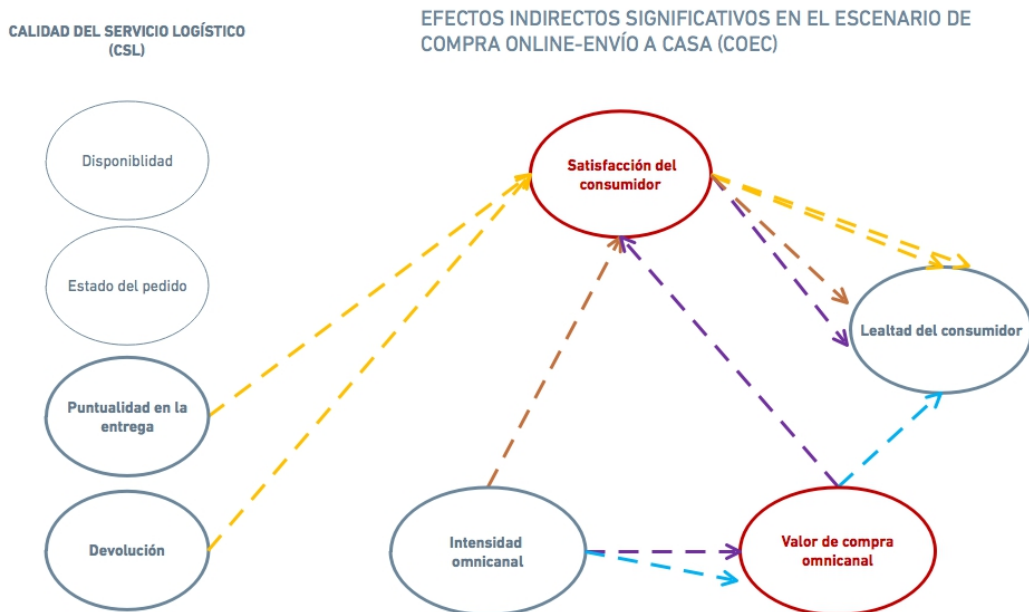 CALIDAD DEL SERVICIO LOGÍSTICO
(CSL)
EFECTOS INDIRECTOS SIGNIFICATIVOS EN EL ESCENARIO DE
COMPRA ONLINE-ENVÍO A CASA (COEC)
Disponiblidad
Satisfacción del
consumidor
Estado del pedido
Lealtad del consumidor
Puntualidad en la
entrega
Devolución
Intensidad
omnicanal
Valor de compra
omnicanal